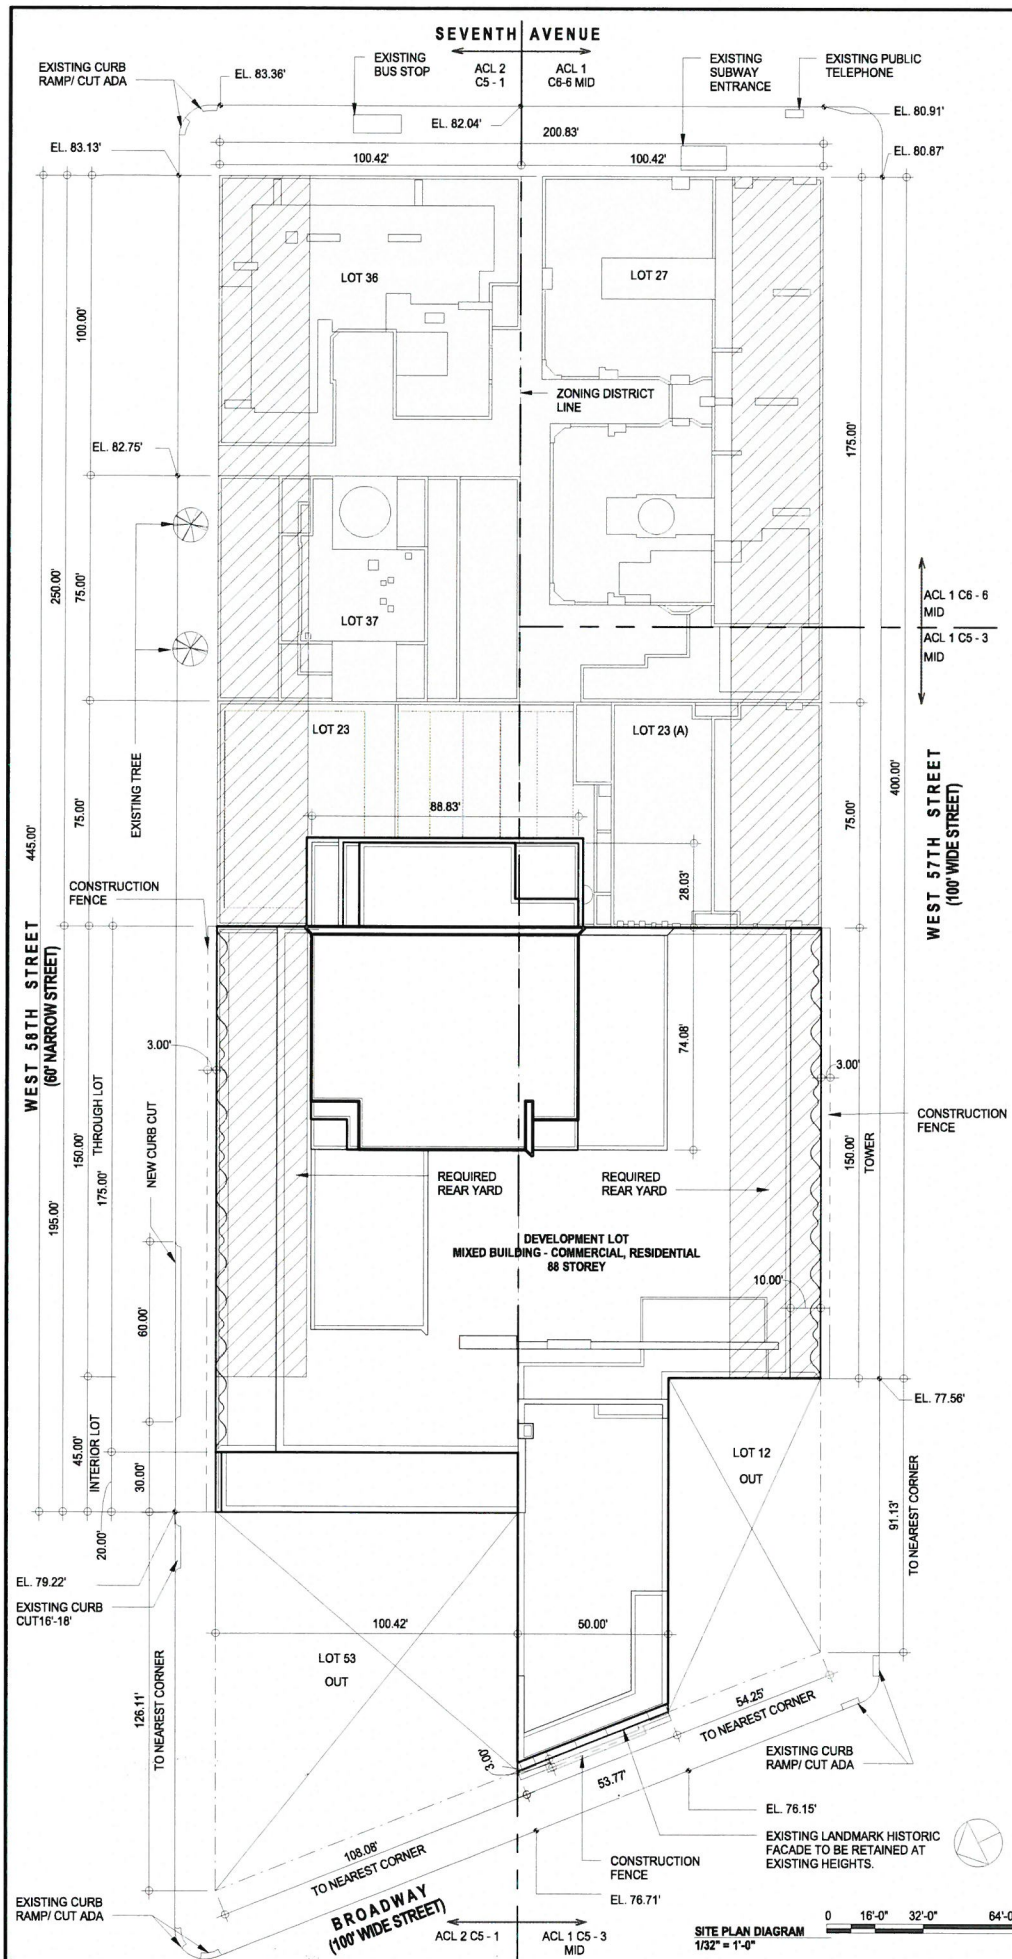 SEVENTH AVENUE
ACL 2
C5 - 1
ACL 1
C6-6 MID
EXISTING CURB
RAMP/ CUT ADA
EL. 83.36'
EXISTING
BUS STOP
EXISTING
SUBWAY
ENTRANCE
EXISTING PUBLIC
TELEPHONE
EL. 82.04'
EL. 80.91'
200.83'
EL. 83.13'
EL. 80.87'
100.42'
100.42'
LOT 36
LOT 27
100.00'
ZONING DISTRICT
LINE
175.00'
EL. 82.75'
250.00'
75.00'
LOT 37
ACL 1 C6 - 6
MID
ACL 1 C5 - 3
MID
EXISTING TREE
LOT 23
LOT 23 (A)
88.83'
75.00'
75.00'
400.00'
445.00'
WEST 57TH STREET
(100' WIDE STREET)
28.03'
CONSTRUCTION
FENCE
WEST 58TH STREET
(60' NARROW STREET)
3.00'
74.08'
3.00'
CONSTRUCTION
FENCE
150.00'
THROUGH LOT
175.00'
195.00'
NEW CURB CUT
150.00'
TOWER
REQUIRED
REAR YARD
REQUIRED
REAR YARD
DEVELOPMENT LOT
MIXED BUILDING - COMMERCIAL, RESIDENTIAL
88 STOREY
10.00'
60.00'
EL. 77.56'
45.00'
INTERIOR LOT
30.00'
20.00'
LOT 12
OUT
91.13'
TO NEAREST CORNER
EL. 79.22'
EXISTING CURB
CUT16'-18'
100.42'
50.00'
LOT 53
OUT
126.11'
TO NEAREST CORNER
54.25'
TO NEAREST CORNER
3.00'
53.77'
EXISTING CURB
RAMP/ CUT ADA
EL. 76.15'
EXISTING LANDMARK HISTORIC
FACADE TO BE RETAINED AT
EXISTING HEIGHTS.
108.08'
TO NEAREST CORNER
CONSTRUCTION
FENCE
EL. 76.71'
EXISTING CURB
RAMP/ CUT ADA
BROADWAY
(100' WIDE STREET)
ACL 2 C5 - 1
ACL 1 C5 - 3
MID
0 16'-0" 32'-0" 64'-0
SITE PLAN DIAGRAM
1/32" = 1'-0"